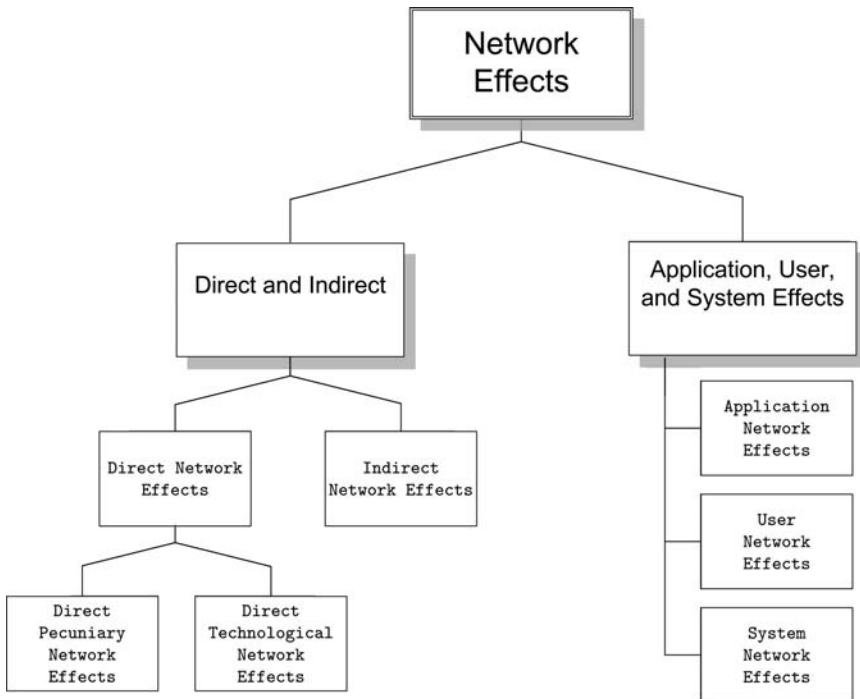 Network
Effects
Direct and Indirect
Application, User,
and System Effects
Direct Network
Effects
Indirect
Network Effects
Direct
Pecuniary
Network
Effects
Direct
Technological
Network
Effects
Application
Network
Effects
User
Network
Effects
System
Network
Effects